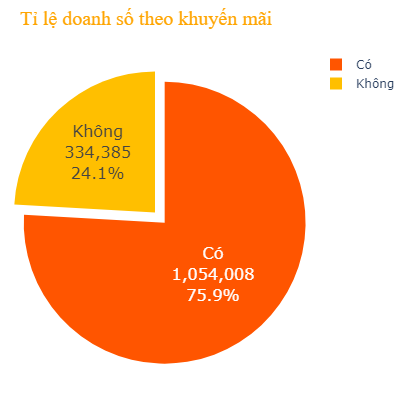 Tỉ lệ doanh số theo khuyến mãi
Có
Không
Không
334,385
24.1%
Có
1,054,008
75.9%